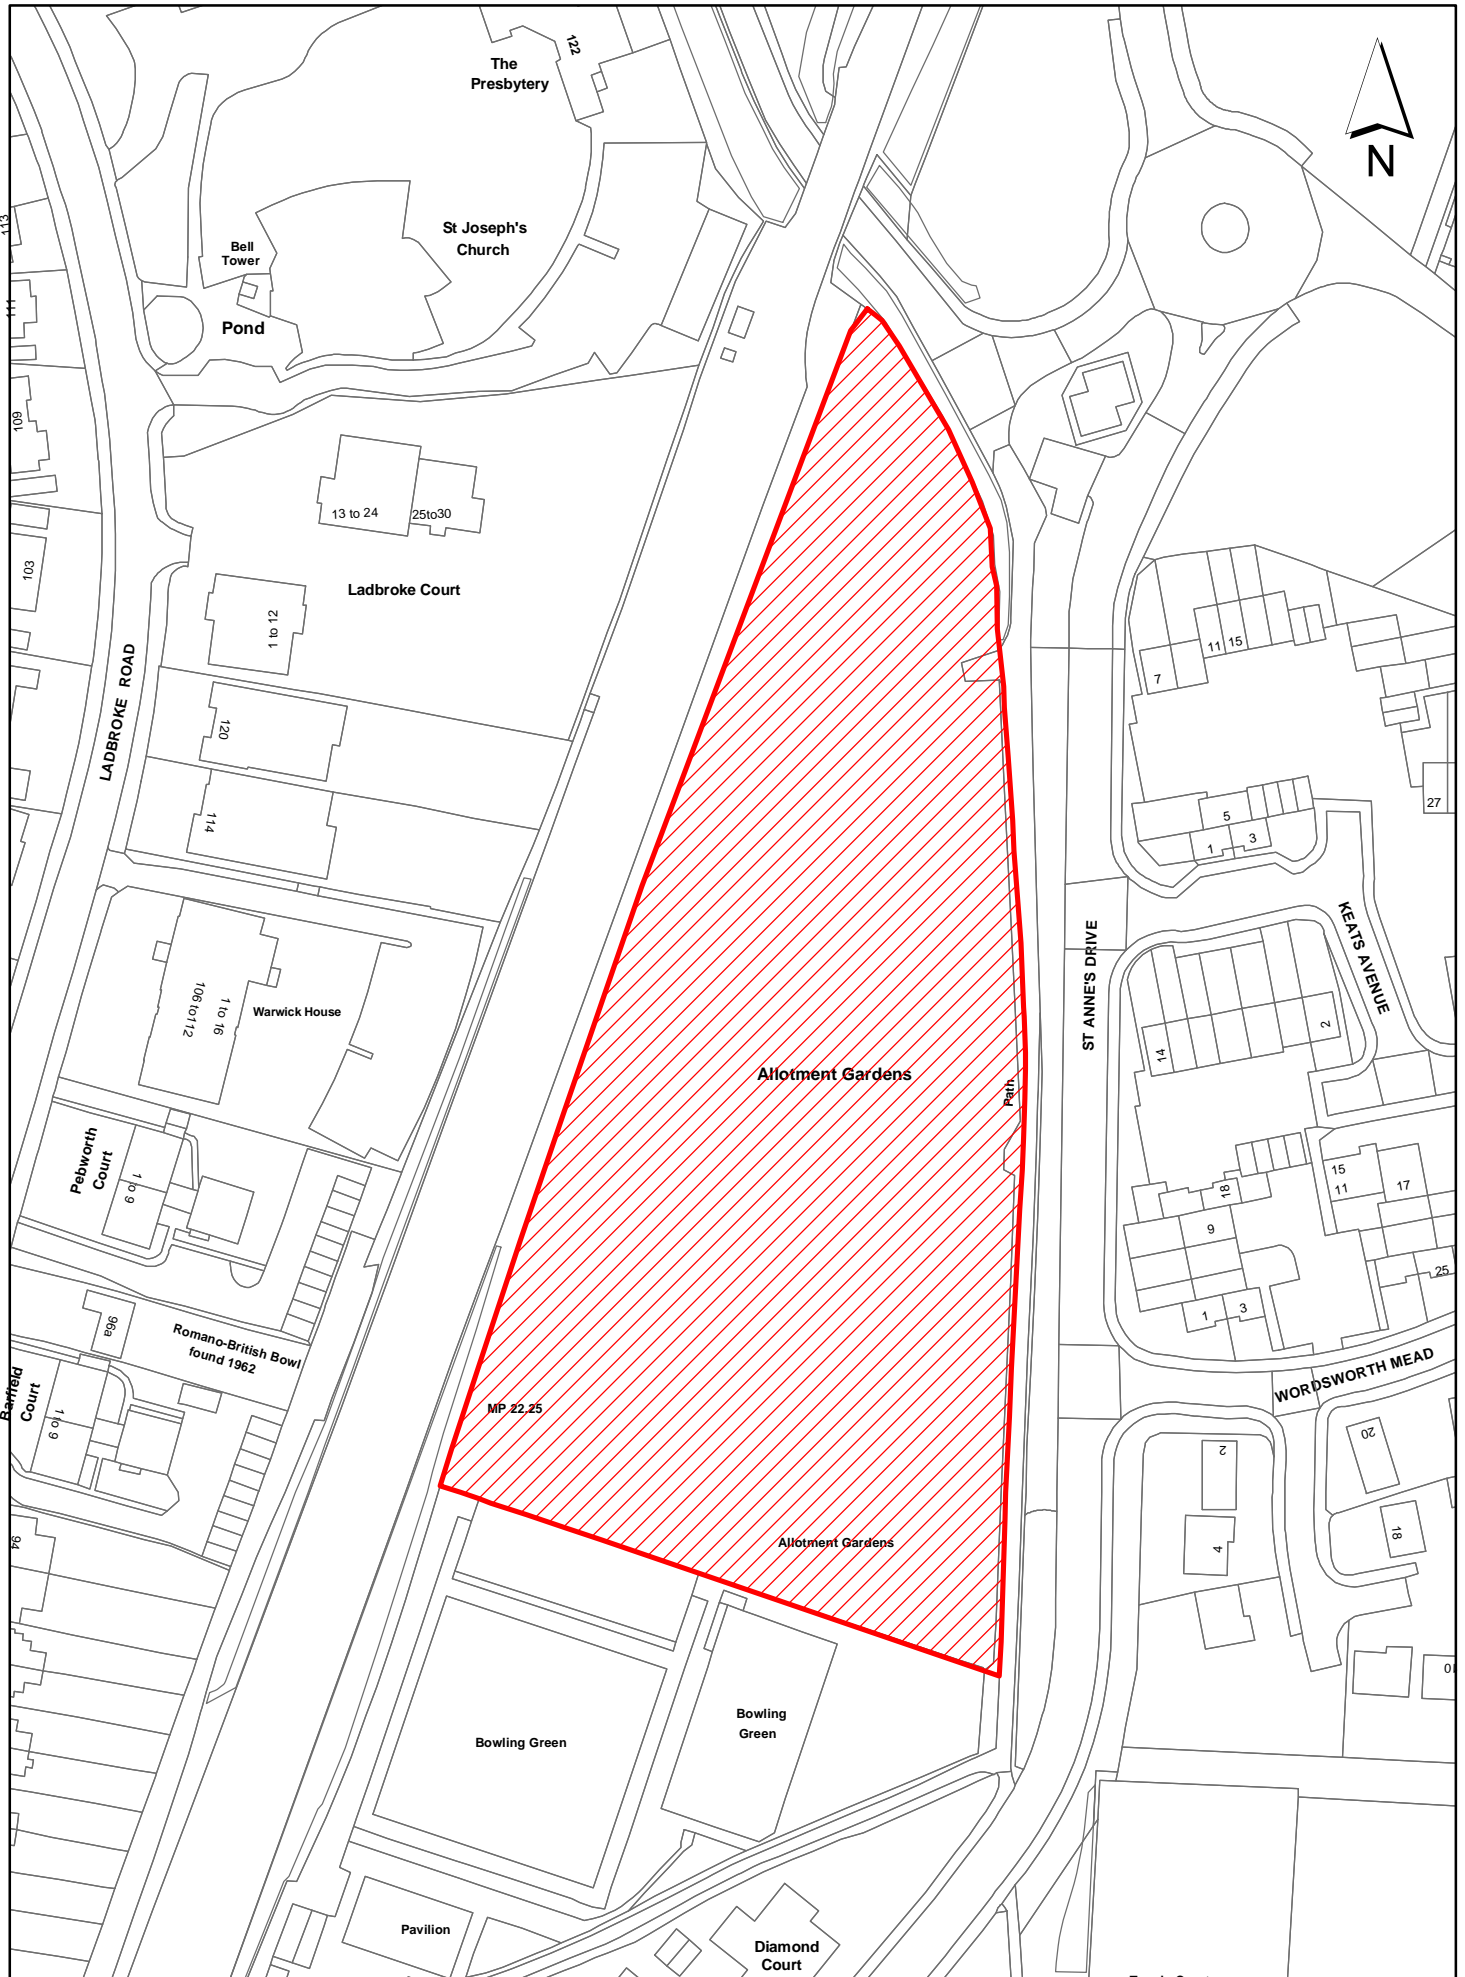 The
Presbytery
122
N
St Joseph's
Church
Bell
Tower
Pond
113
111
109
103
13 to 24
25to30
Ladbroke Court
1 to 12
LADBROKE ROAD
120
114
7
11
15
27
5
1
3
KEATS AVENUE
ST ANNE'S DRIVE
106 to112
1 to 16
Warwick House
14
2
Allotment Gardens
Path
Pebworth
Court
1 to 9
15
11
17
18
9
25
1
3
96a
Romano-British Bowl
found 1962
WORDSWORTH MEAD
Barfield
Court
1 to 9
MP 22.25
2
20
94
4
18
Allotment Gardens
Bowling
Green
Bowling Green
Pavilion
Diamond
Court